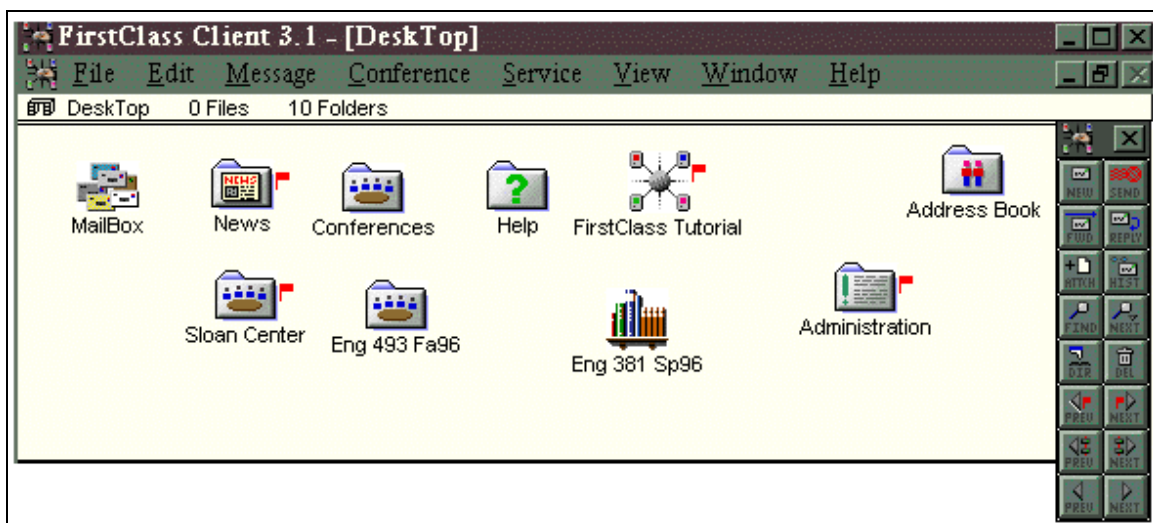 FirstClass Client 3.1 - [DeskTop]
File Edit Message Conference Service View Window Help
DeskTop 0 Files 10 Folders
NEWS
MailBox News Conferences Help FirstClass Tutorial Address Book
Sloan Center Eng 493 Fa96 Eng 381 Sp96 Administration
NEW SEND
FWD REPLY
ATTCH HIST
FIND NEXT
DIR DEL
PREV NEXT
PREV NEXT
PREV NEXT